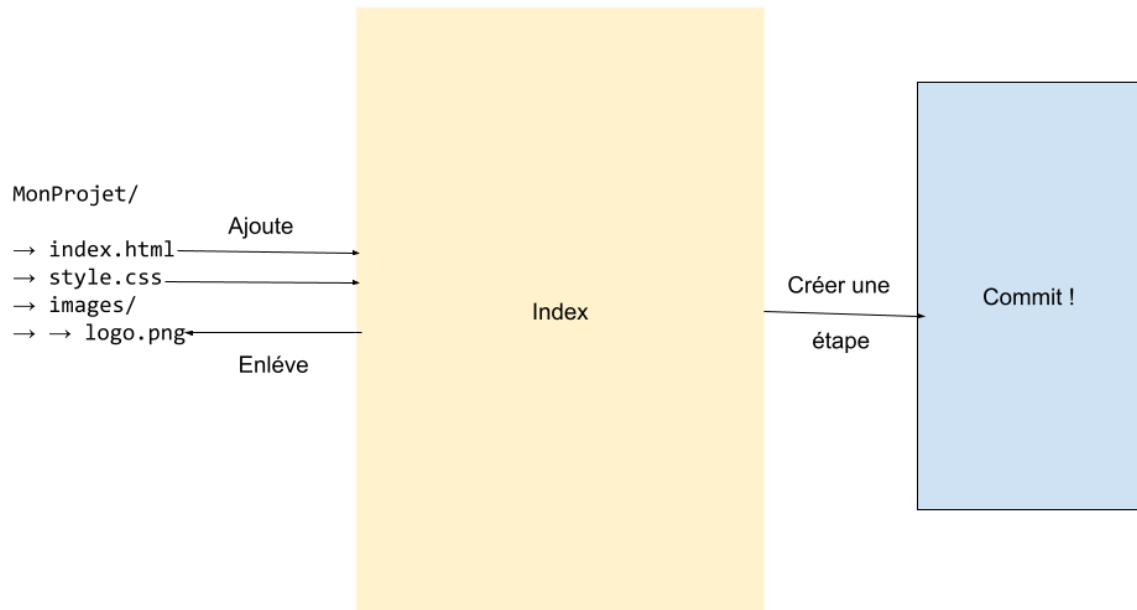 MonProjet/
Ajoute
→ index.html
→ style.css
→ images/
→ → logo.png
Enléve
Index
Créer une
étape
Commit !